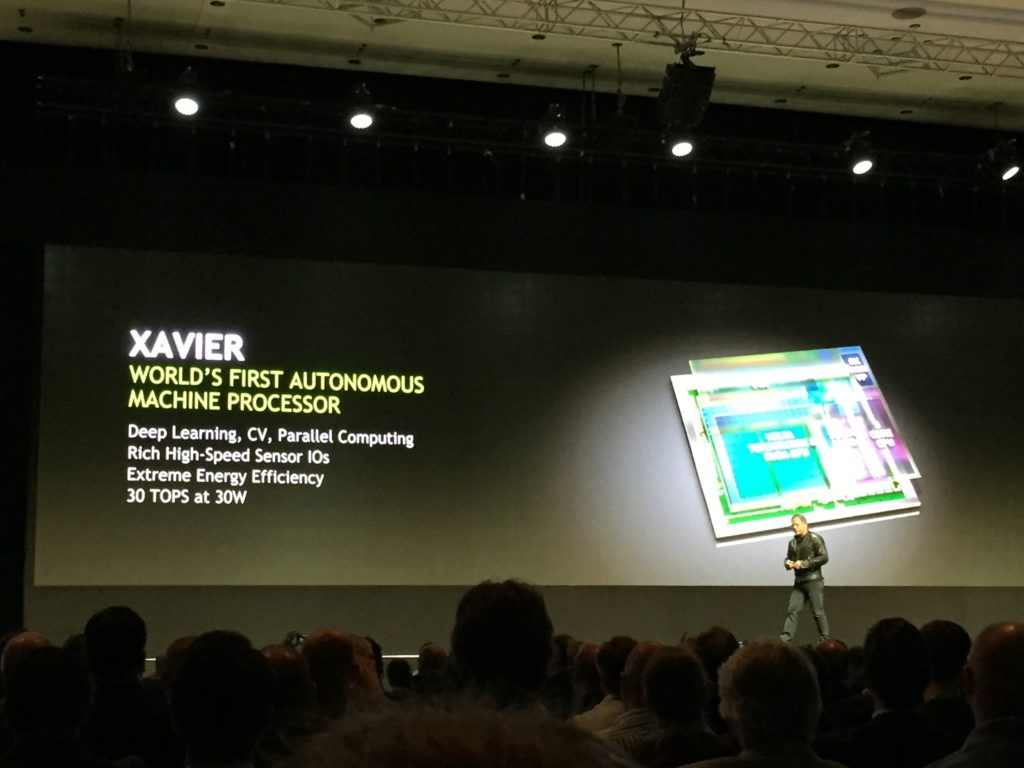 XAVIER
WORLD'S FIRST AUTONOMOUS
MACHINE PROCESSOR
Deep Learning, CV, Parallel Computing
Rich High-Speed Sensor IOs
Extreme Energy Efficiency
30 TOPS at 30W